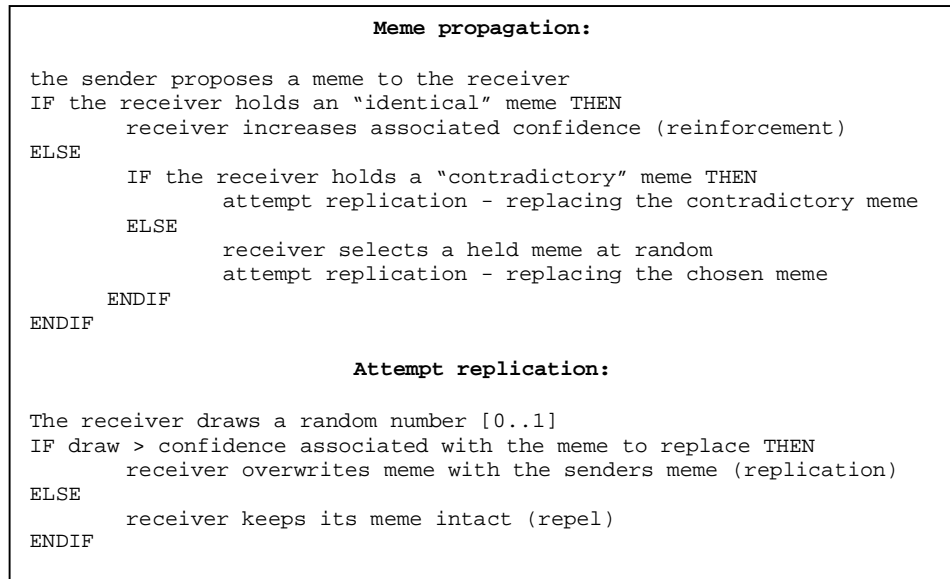 Meme propagation:
the sender proposes a meme to the receiver
IF the receiver holds an “identical” meme THEN
receiver increases associated confidence (reinforcement)
ELSE
IF the receiver holds a “contradictory” meme THEN
attempt replication – replacing the contradictory meme
ELSE
receiver selects a held meme at random
attempt replication – replacing the chosen meme
ENDIF
ENDIF
Attempt replication:
The receiver draws a random number [0..1]
IF draw > confidence associated with the meme to replace THEN
receiver overwrites meme with the senders meme (replication)
ELSE
receiver keeps its meme intact (repel)
ENDIF